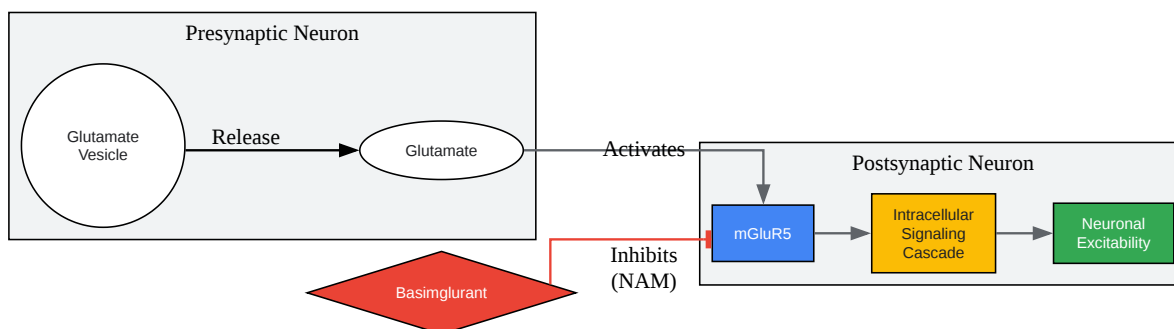 Presynaptic Neuron
Glutamate
Vesicle
Release
Glutamate
Activates
Postsynaptic Neuron
mGluR5
Intracellular
Signaling
Cascade
Neuronal
Excitability
Inhibits
(NAM)
Basimglurant